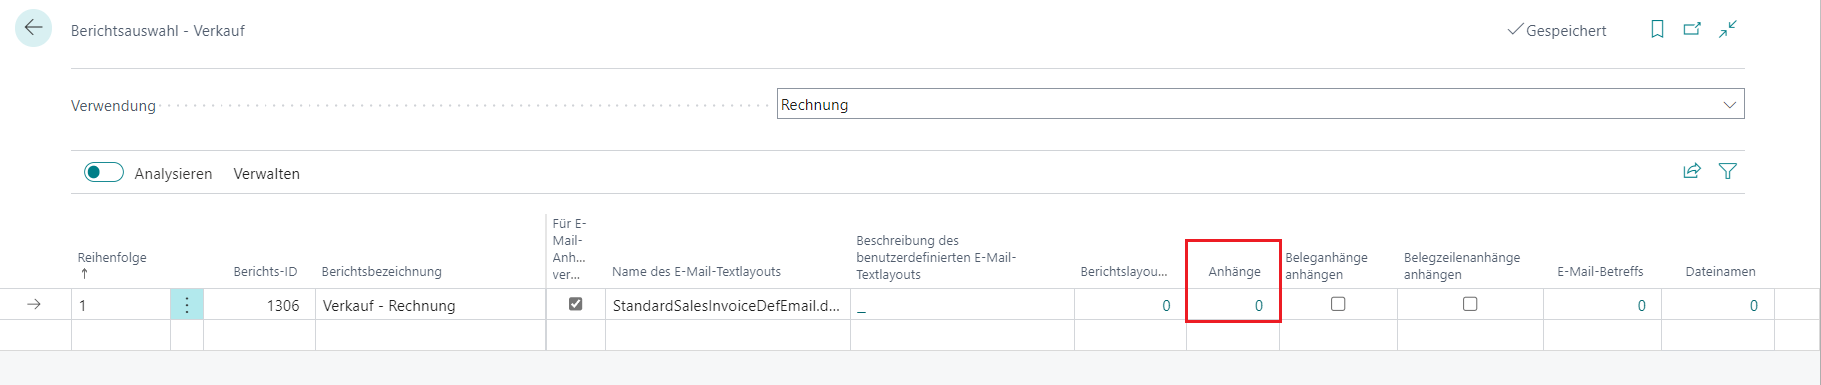 Berichtsauswahl - Verkauf
Gespeichert
Verwendung
Rechnung
Analysieren Verwalten
Reihenfolge
Berichts-ID
Berichtsbezeichnung
Für E-
Mail-
Anh...
ver...
Name des E-Mail-Textlayouts
Beschreibung des
benutzerdefinierten E-Mail-
Textlayouts
Berichtslayou...
Anhänge
Beleganhänge
anhängen
Belegzeilenanhänge
anhängen
E-Mail-Betreffs
Dateinamen
1 1306 Verkauf - Rechnung StandardSalesInvoiceDefEmail.d... _ 0 0 0 0